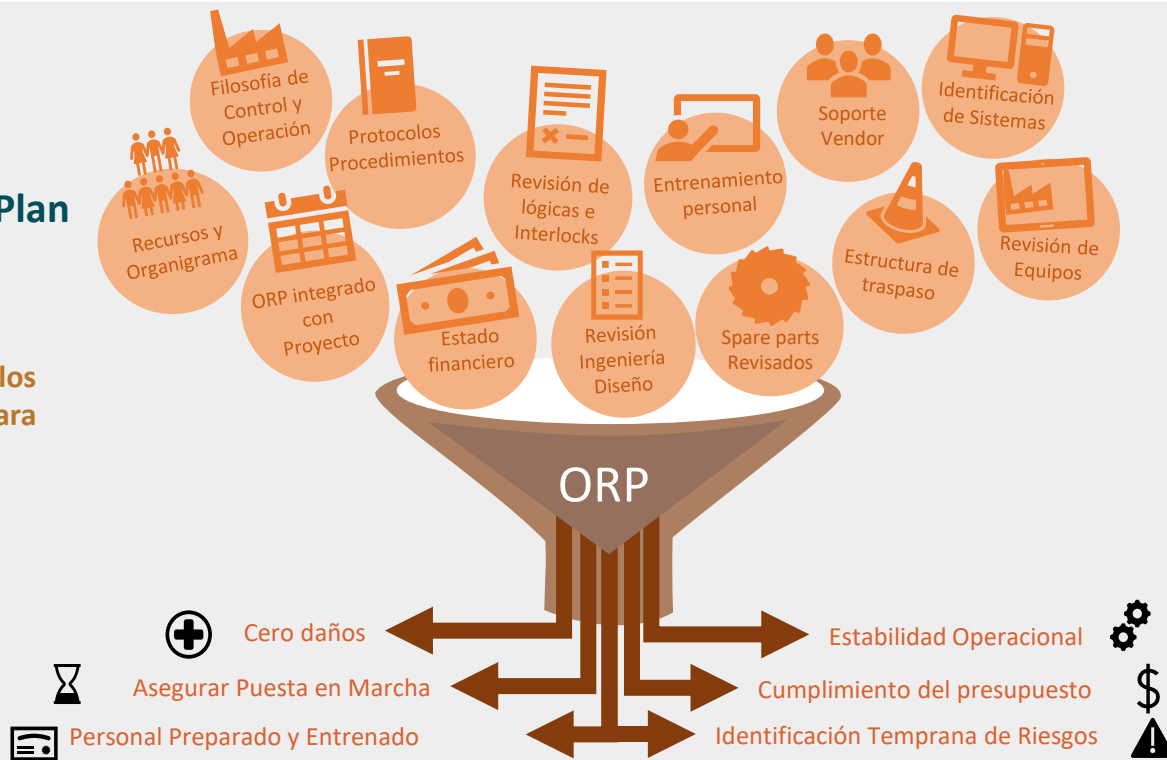 Filosofía de
Control y
Operación
Protocolos
Procedimientos
Revisión de
lógicas e
Interlocks
Entrenamiento
personal
Soporte
Vendor
Identificación
de Sistemas
Plan
Recursos y
Organigrama
ORP integrado
con
Proyecto
Estado
financiero
Revisión
Ingeniería
Diseño
Spare parts
Revisados
Estructura de
traspaso
Revisión de
Equipos
los
ara
ORP
Cero daños
Estabilidad Operacional
Asegurar Puesta en Marcha
Cumplimiento del presupuesto
$
Personal Preparado y Entrenado
Identificación Temprana de Riesgos